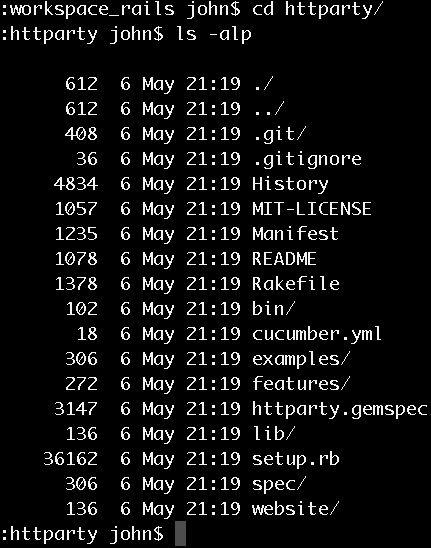 :workspace_rails john$ cd httparty/
:httparty john$ ls -alp
612 6 May 21:19 ./
612 6 May 21:19 ../
408 6 May 21:19 .git/
36 6 May 21:19 .gitignore
4834 6 May 21:19 History
1057 6 May 21:19 MIT-LICENSE
1235 6 May 21:19 Manifest
1078 6 May 21:19 README
1378 6 May 21:19 Rakefile
102 6 May 21:19 bin/
18 6 May 21:19 cucumber.yml
306 6 May 21:19 examples/
272 6 May 21:19 features/
3147 6 May 21:19 httparty.gemspec
136 6 May 21:19 lib/
36162 6 May 21:19 setup.rb
306 6 May 21:19 spec/
136 6 May 21:19 website/
:httparty john$